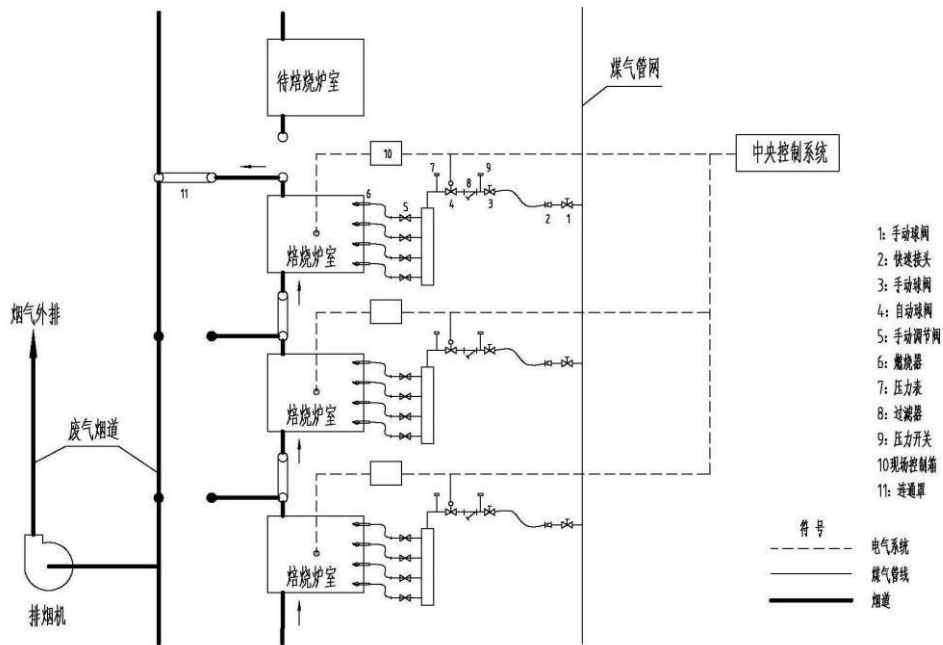 待焙烧炉室
煤气管网
中央控制系统
10
7
9
8
4
3
2
1
6
5
11
焙烧炉室
1: 手动球阀
2: 快速接头
3: 手动球阀
4: 自动球阀
5: 手动调节阀
6: 燃烧器
7: 压力表
8: 过滤器
9: 压力开关
10现场控制箱
11: 连通罩
烟气外排
焙烧炉室
废气烟道
焙烧炉室
排烟机
符 号
电气系统
煤气管线
烟道